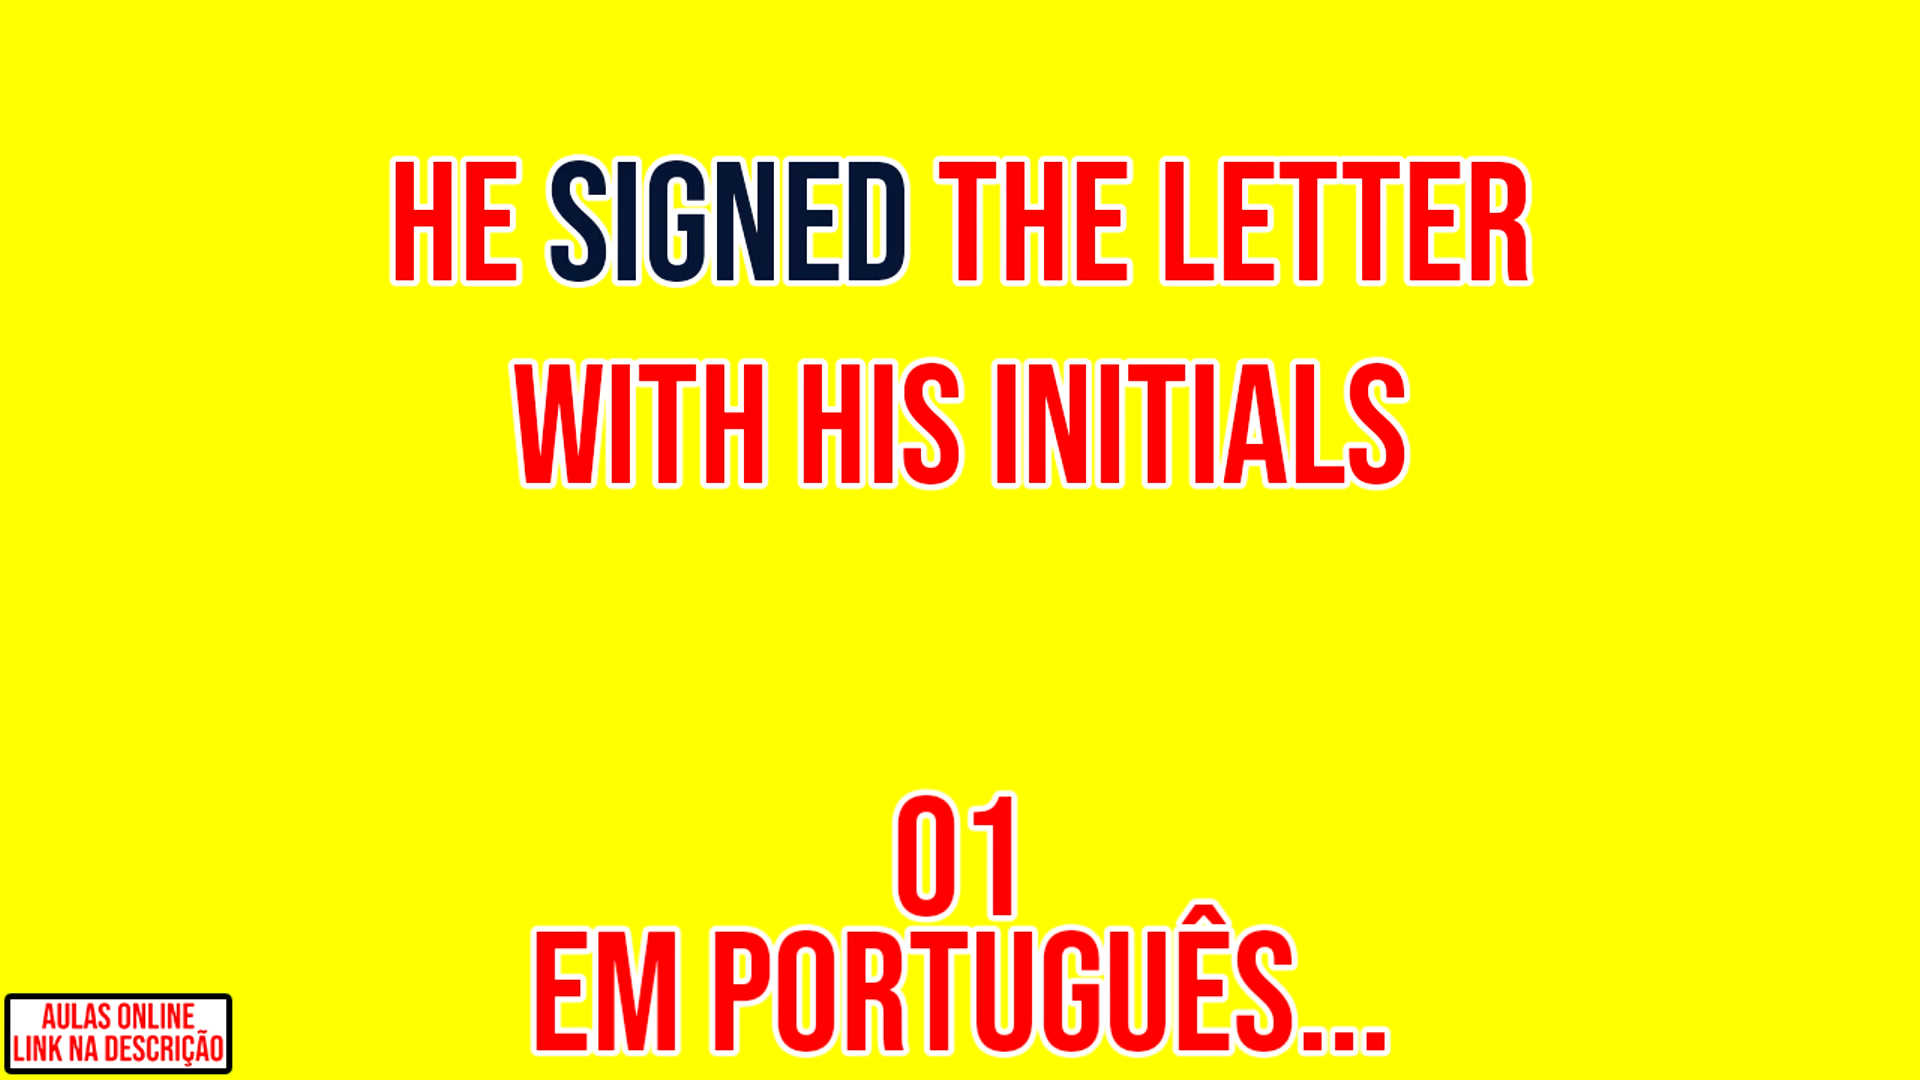 HE SIGNED THE LETTER
WITH HIS INITIALS
01
EM PORTUGUÊS...
AULAS ONLINE
LINK NA DESCRIÇÃO